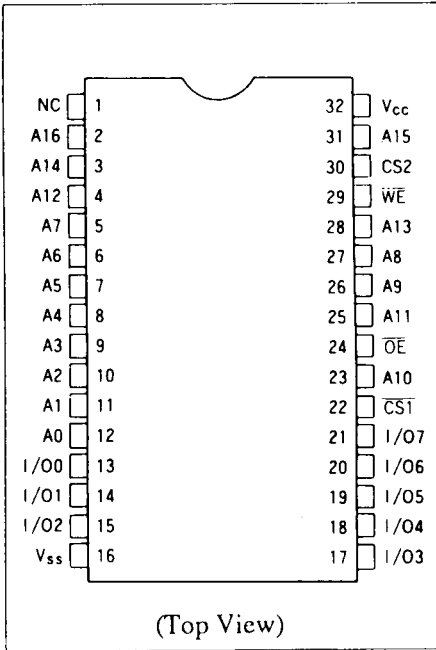 NC 1 32 Vcc
A16 2 31 A15
A14 3 30 CS2
A12 4 29 W̅E̅
A7 5 28 A13
A6 6 27 A8
A5 7 26 A9
A4 8 25 A11
A3 9 24 O̅E̅
A2 10 23 A10
A1 11 22 C̅S̅1̅
A0 12 21 I/O7
I/O0 13 20 I/O6
I/O1 14 19 I/O5
I/O2 15 18 I/O4
Vss 16 17 I/O3
(Top View)